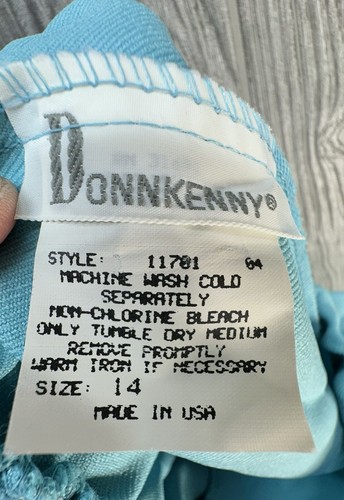 DONNKENNY®
STYLE: 11781 04
MACHINE WASH COLD
SEPARATELY
NON-CHLORINE BLEACH
ONLY TUMBLE DRY MEDIUM
REMOVE PROMPTLY
WARM IRON IF NECESSARY
SIZE: 14
MADE IN USA